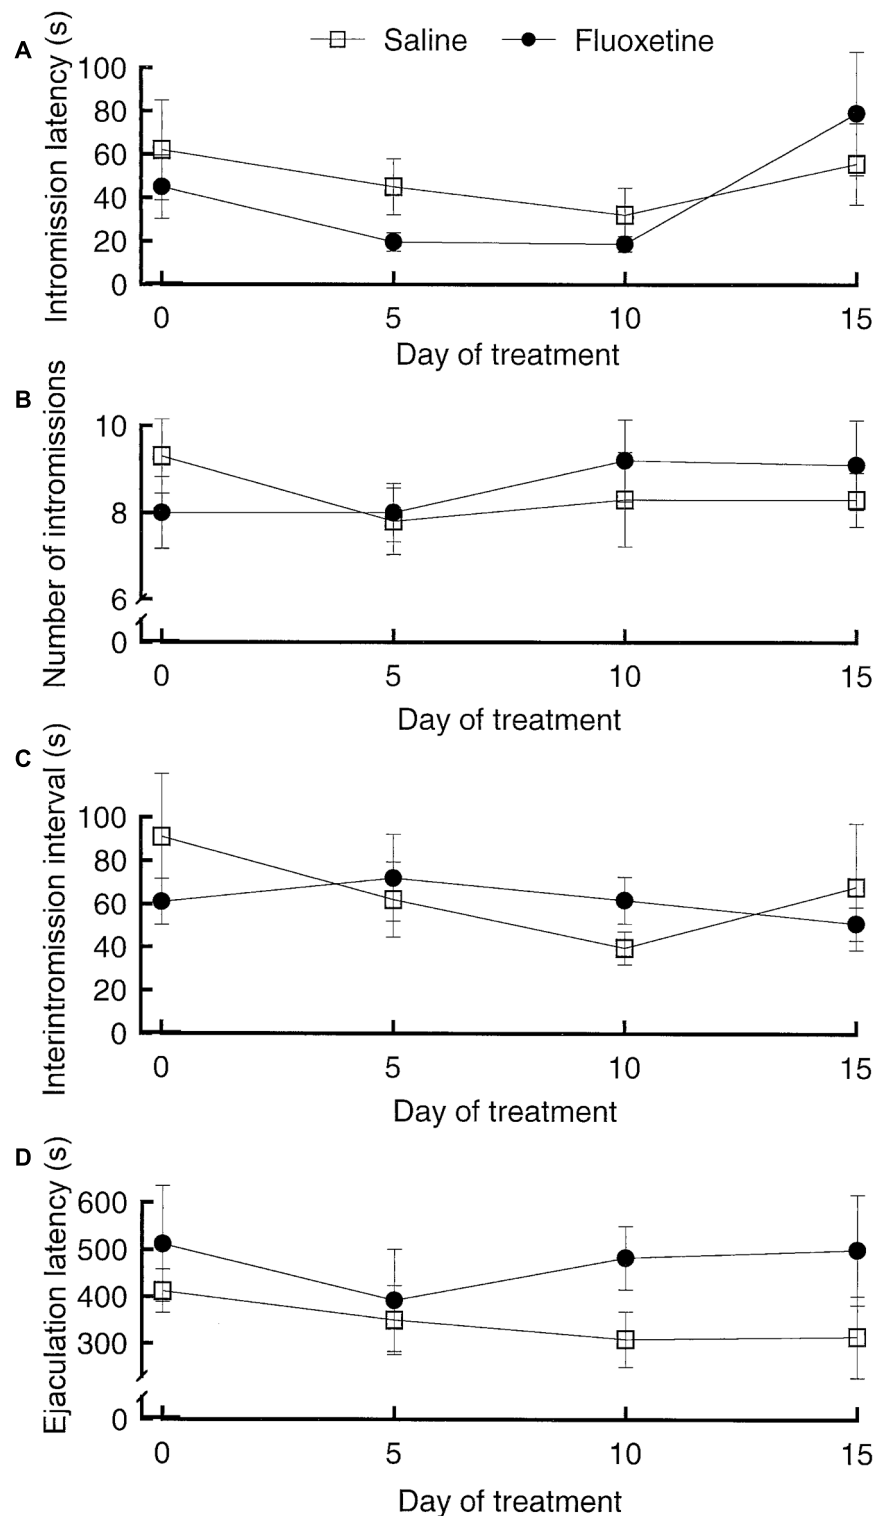 Saline Fluoxetine
A
Intromission latency (s)
100
80
60
40
20
0
0 5 10 15
Day of treatment
B
Number of intromissions
10
8
6
0
0 5 10 15
Day of treatment
C
Interintromission interval (s)
100
80
60
40
20
0
0 5 10 15
Day of treatment
D
Ejaculation latency (s)
600
500
400
300
0
0 5 10 15
Day of treatment